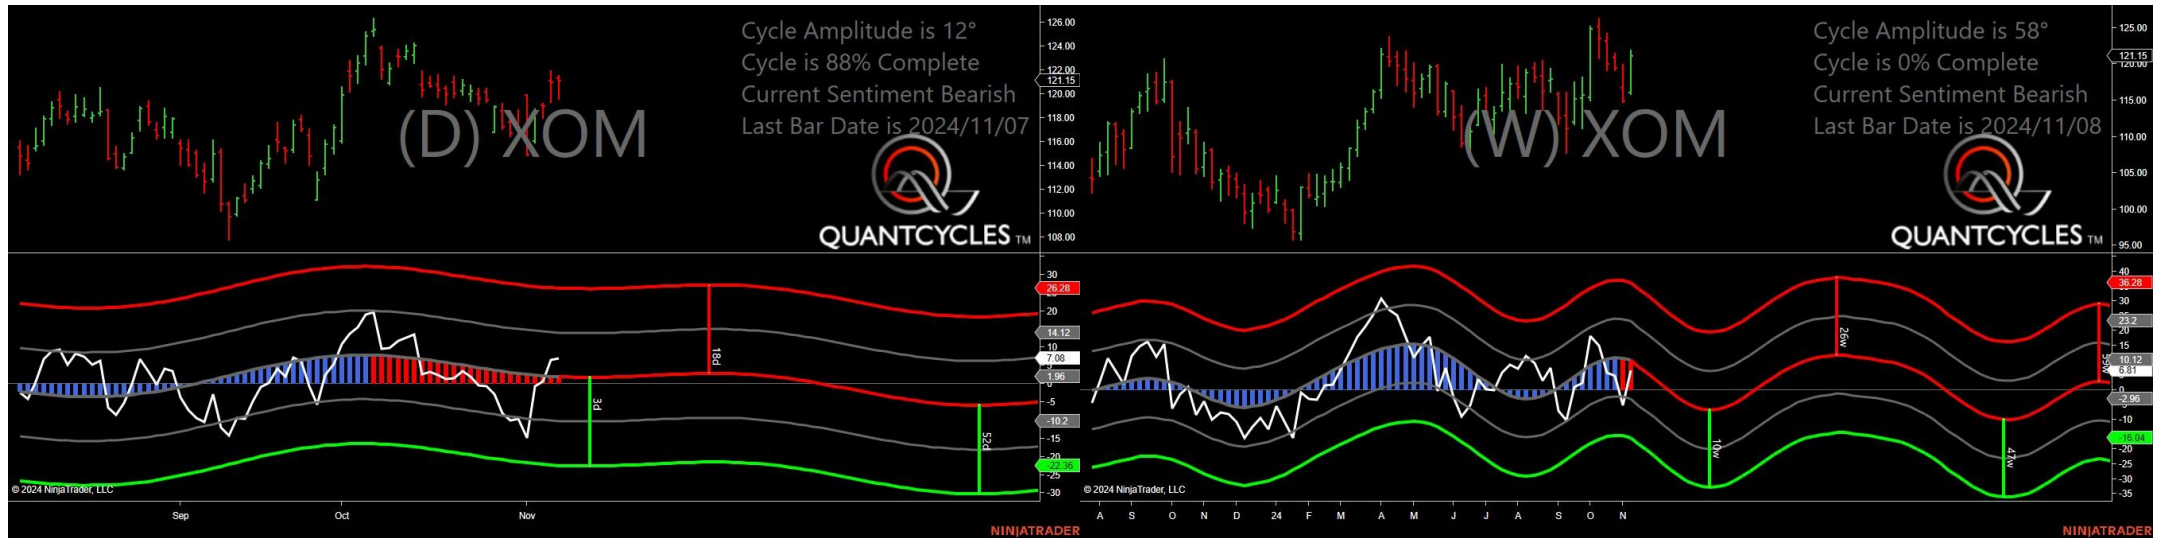 Cycle Amplitude is 12°
Cycle is 88% Complete
Current Sentiment Bearish
Last Bar Date is 2024/11/07
(D) XOM
QUANTCYCLES TM
126.00
124.00
122.00
121.15
120.00
118.00
116.00
114.00
112.00
110.00
108.00
30
26.28
20
14.12
10
7.08
1.96
-5
-10.2
-15
-20
-22.36
-25
-30
18d
3d
52d
© 2024 NinjaTrader, LLC
Sep
Oct
Nov
NINJATRADER
Cycle Amplitude is 58°
Cycle is 0% Complete
Current Sentiment Bearish
Last Bar Date is 2024/11/08
(W) XOM
QUANTCYCLES TM
125.00
121.15
120.00
115.00
110.00
105.00
100.00
95.00
40
36.28
30
23.2
15
10.12
6.81
0
-2.96
-10
-16.04
-20
-25
-30
-35
26w
10w
47w
© 2024 NinjaTrader, LLC
A S O N D 24 F M A M J J A S O N
NINJATRADER